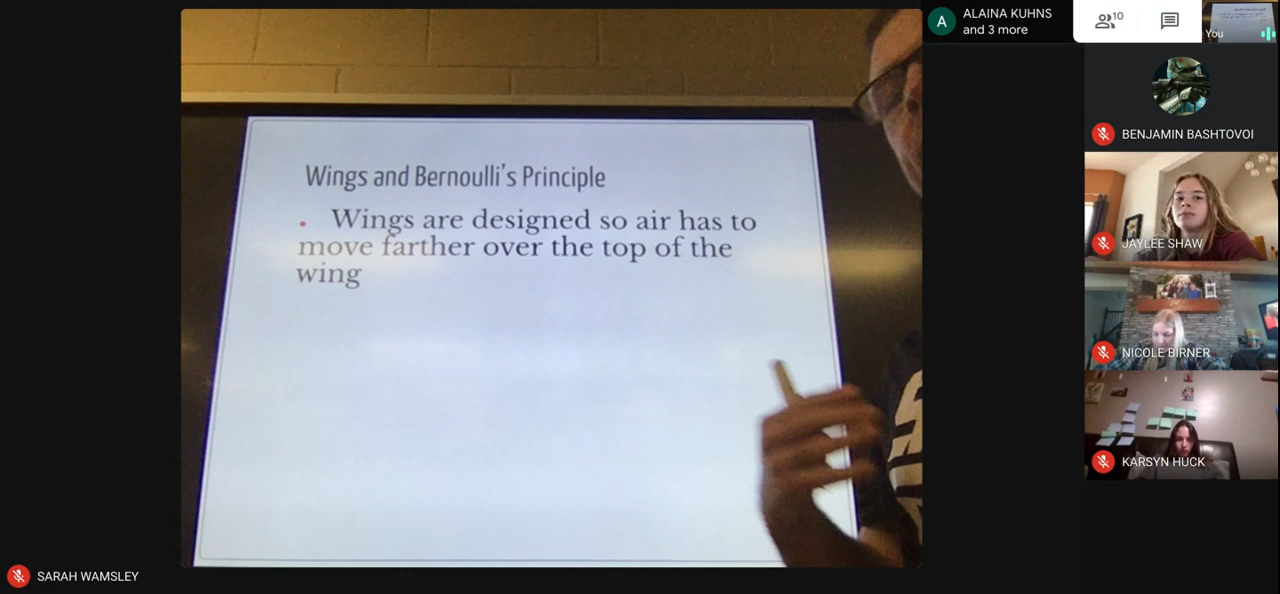 ALAINA KUHNS
A
and 3 more
10
You
BENJAMIN BASHTOVOI
Wings and Bernoulli's Principle
Wings are designed so air has to
move farther over the top of the
wing
JAYLEE SHAW
NICOLE BIRNER
KARSYN HUCK
SARAH WAMSLEY